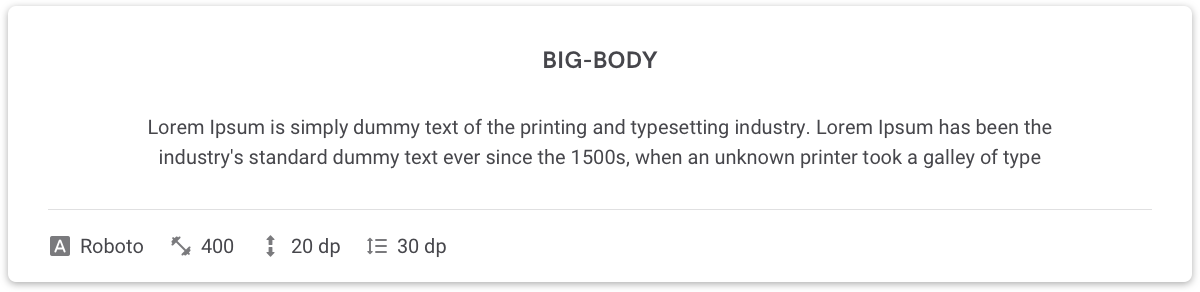 BIG-BODY
Lorem Ipsum is simply dummy text of the printing and typesetting industry. Lorem Ipsum has been the
industry's standard dummy text ever since the 1500s, when an unknown printer took a galley of type
A Roboto 400 20 dp 30 dp